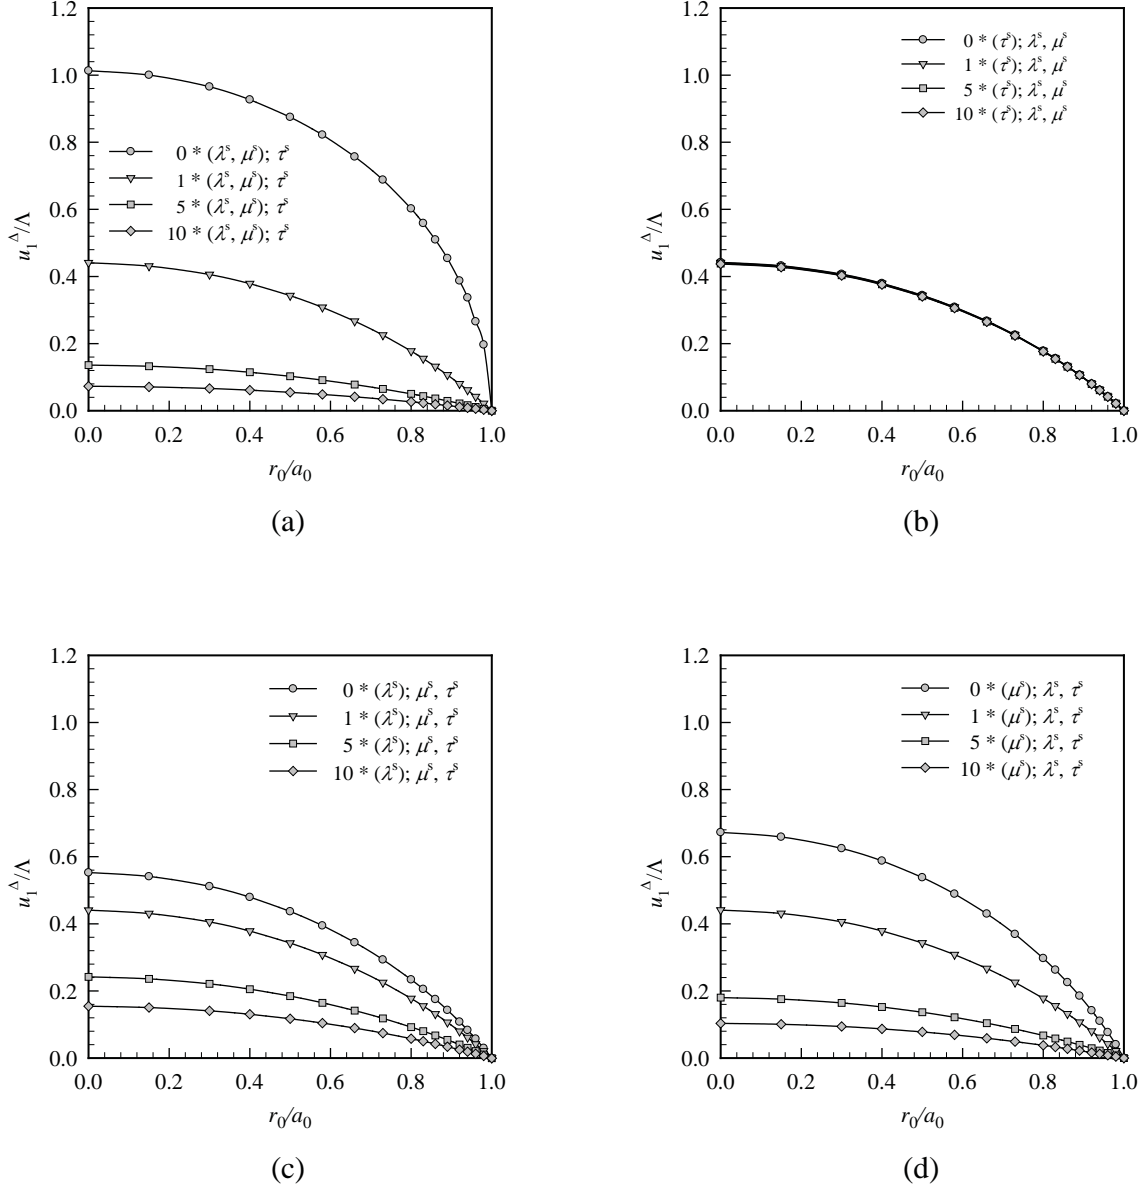 1.2
1.0
0.8
0.6
0.4
0.2
0.0
u₁^Δ/Λ
0 * (λˢ, μˢ); τˢ
1 * (λˢ, μˢ); τˢ
5 * (λˢ, μˢ); τˢ
10 * (λˢ, μˢ); τˢ
0.0 0.2 0.4 0.6 0.8 1.0
r₀/a₀
(a)
1.2
1.0
0.8
0.6
0.4
0.2
0.0
u₁^Δ/Λ
0 * (τˢ); λˢ, μˢ
1 * (τˢ); λˢ, μˢ
5 * (τˢ); λˢ, μˢ
10 * (τˢ); λˢ, μˢ
0.0 0.2 0.4 0.6 0.8 1.0
r₀/a₀
(b)
1.2
1.0
0.8
0.6
0.4
0.2
0.0
u₁^Δ/Λ
0 * (λˢ); μˢ, τˢ
1 * (λˢ); μˢ, τˢ
5 * (λˢ); μˢ, τˢ
10 * (λˢ); μˢ, τˢ
0.0 0.2 0.4 0.6 0.8 1.0
r₀/a₀
(c)
1.2
1.0
0.8
0.6
0.4
0.2
0.0
u₁^Δ/Λ
0 * (μˢ); λˢ, τˢ
1 * (μˢ); λˢ, τˢ
5 * (μˢ); λˢ, τˢ
10 * (μˢ); λˢ, τˢ
0.0 0.2 0.4 0.6 0.8 1.0
r₀/a₀
(d)